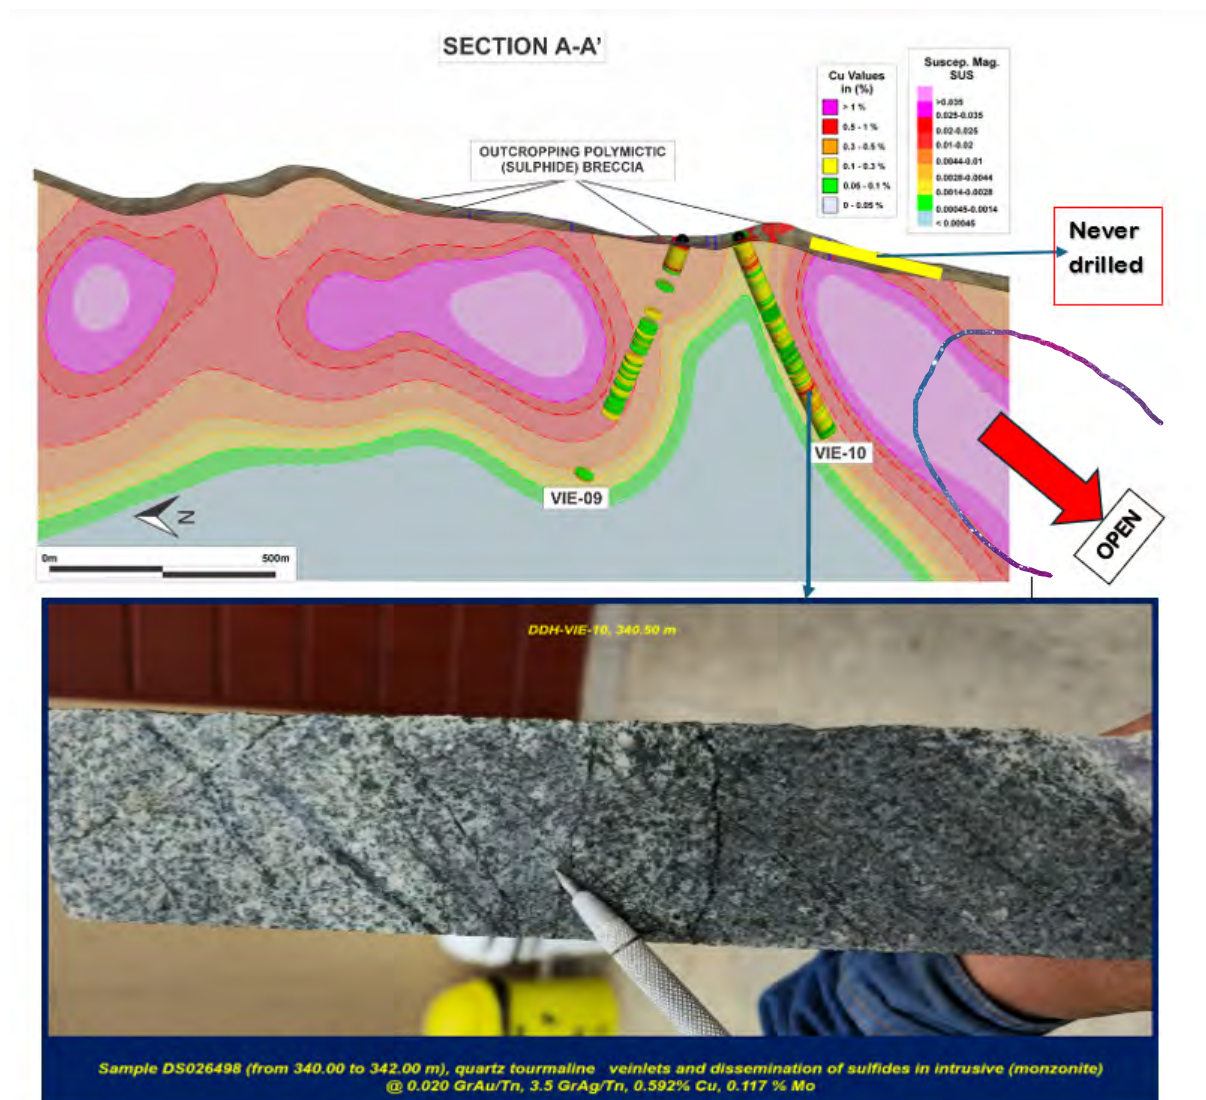 SECTION A-A'
Cu Values
in (%)
> 1 %
0.5 - 1 %
0.3 - 0.5 %
0.1 - 0.3 %
0.05 - 0.1 %
0 - 0.05 %
Suscep. Mag.
SUS
>0.035
0.025-0.035
0.02-0.025
0.01-0.02
0.0044-0.01
0.0028-0.0044
0.0014-0.0028
0.00045-0.0014
< 0.00045
OUTCROPPING POLYMICTIC
(SULPHIDE) BRECCIA
Never
drilled
VIE-10
VIE-09
OPEN
N
0m 500m
DDH-VIE-10, 340.50 m
Sample DS026498 (from 340.00 to 342.00 m), quartz tourmaline veinlets and dissemination of sulfides in intrusive (monzonite)
@ 0.020 GrAu/Tn, 3.5 GrAg/Tn, 0.592% Cu, 0.117 % Mo